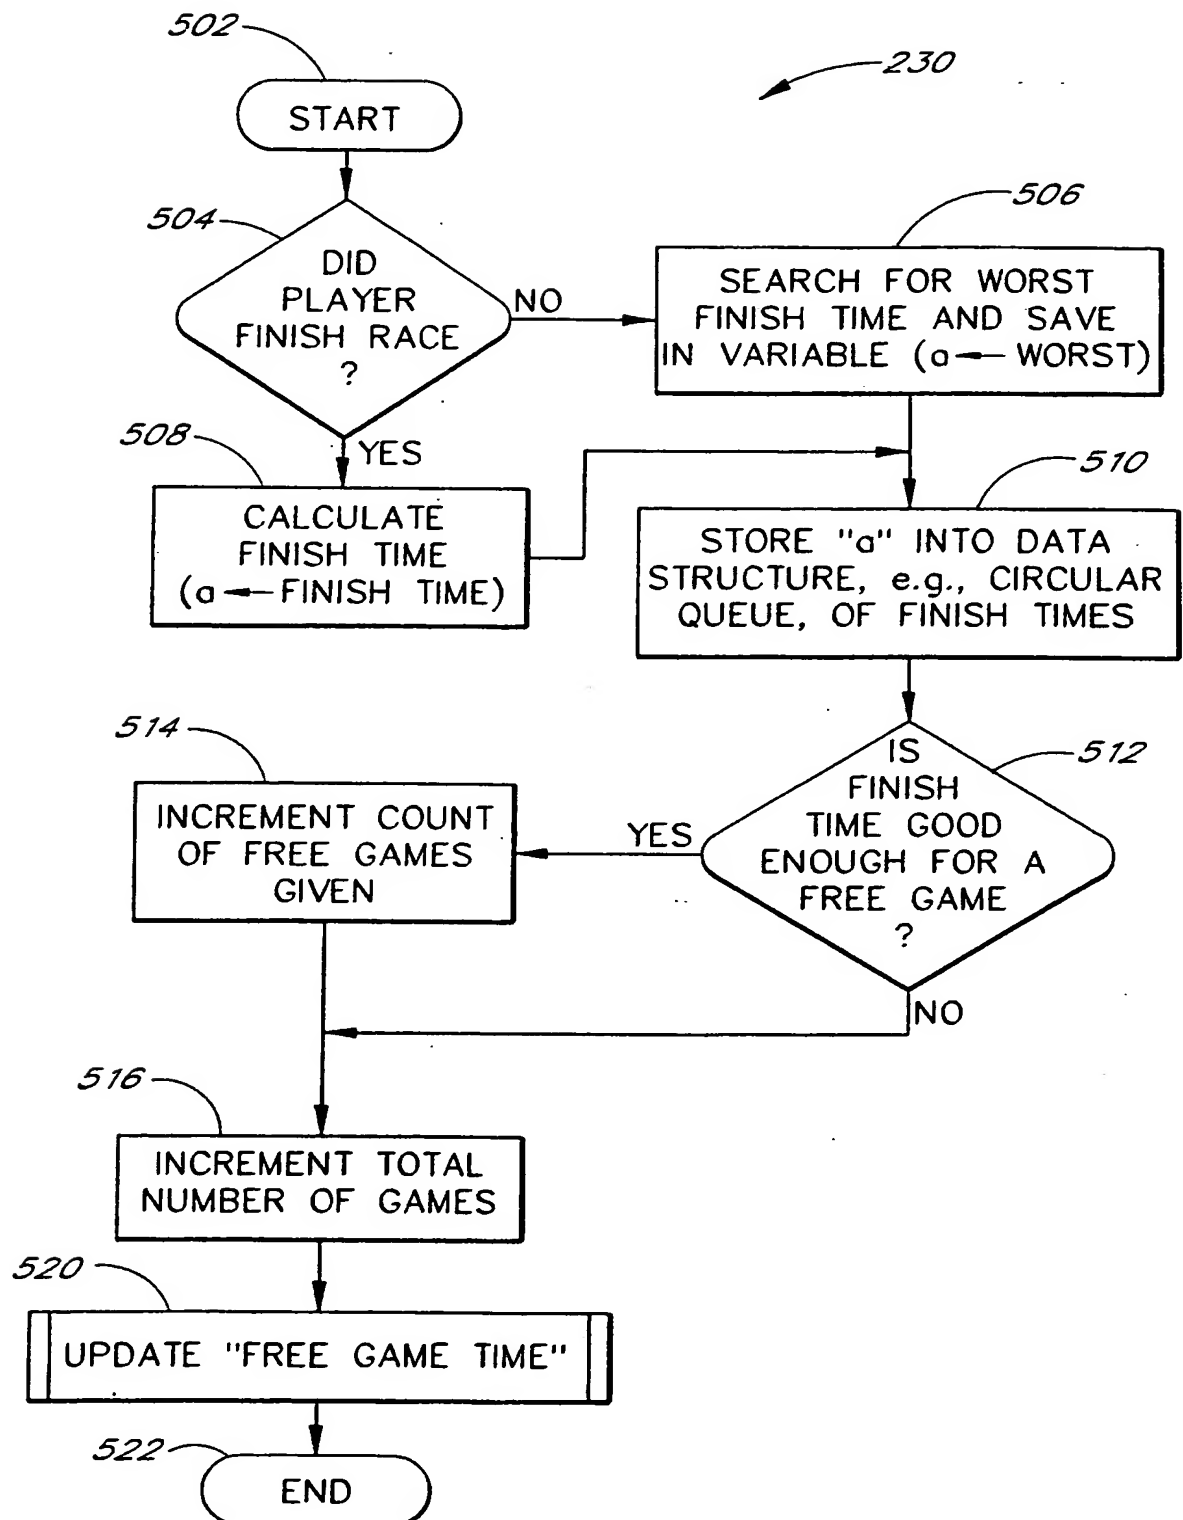 502
230
START
504
DID
PLAYER
FINISH RACE
?
NO
506
SEARCH FOR WORST
FINISH TIME AND SAVE
IN VARIABLE (a ← WORST)
508
YES
CALCULATE
FINISH TIME
(a ← FINISH TIME)
510
STORE "a" INTO DATA
STRUCTURE, e.g., CIRCULAR
QUEUE, OF FINISH TIMES
512
IS
FINISH
TIME GOOD
ENOUGH FOR A
FREE GAME
?
YES
514
INCREMENT COUNT
OF FREE GAMES
GIVEN
NO
516
INCREMENT TOTAL
NUMBER OF GAMES
520
UPDATE "FREE GAME TIME"
522
END